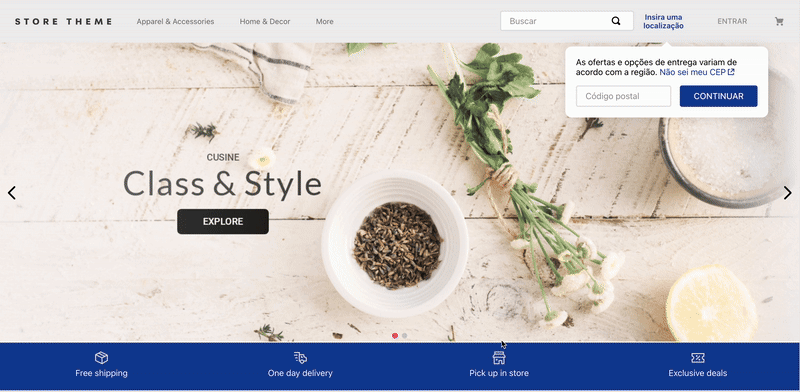 STORE THEME
Apparel & Accessories
Home & Decor
More
Buscar
Insira uma
localização
ENTRAR
As ofertas e opções de entrega variam de
acordo com a região. Não sei meu CEP
Código postal
CONTINUAR
CUSINE
Class & Style
EXPLORE
Free shipping
One day delivery
Pick up in store
Exclusive deals